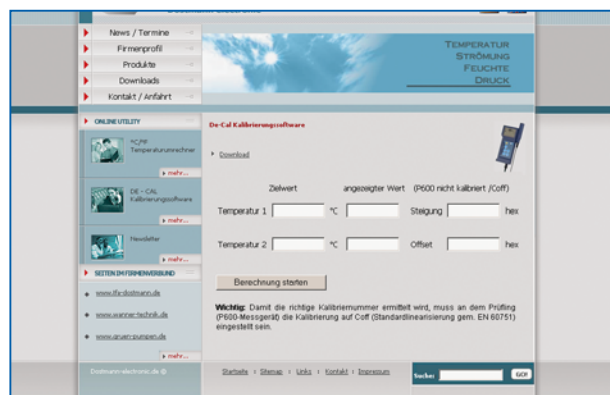 Dostmann electronic
News / Termine
Firmenprofil
Produkte
Downloads
Kontakt / Anfahrt
TEMPERATUR
STRÖMUNG
FEUCHTE
DRUCK
ONLINE UTILITY
°C/°F
Temperaturumrechner
mehr...
DE - CAL
Kalibrierungssoftware
mehr...
Newsletter
mehr...
SEITEN IM FIRMENVERBUND
www.tfx-dostmann.de
www.wanner-technik.de
www.gruen-pumpen.de
mehr...
De-Cal Kalibrierungssoftware
Download
Zielwert angezeigter Wert (P600 nicht kalibriert /Coff)
Temperatur 1 °C Steigung hex
Temperatur 2 °C Offset hex
Berechnung starten
Wichtig: Damit die richtige Kalibriernummer ermittelt wird, muss an dem Prüfling
(P600-Messgerät) die Kalibrierung auf Coff (Standardlinearisierung gem. EN 60751)
eingestellt sein.
Dostmann-electronic.de ©
Startseite : Sitemap : Links : Kontakt : Impressum
Suche: GO!